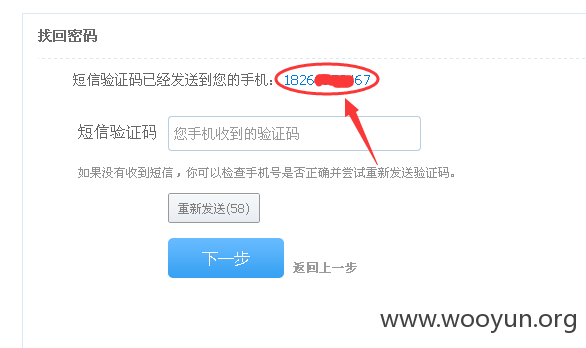 找回密码
短信验证码已经发送到您的手机：1826 67
短信验证码 您手机收到的验证码
如果没有收到短信，你可以检查手机号是否正确并尝试重新发送验证码。
重新发送(58)
下一步 返回上一步
www.wooyun.org